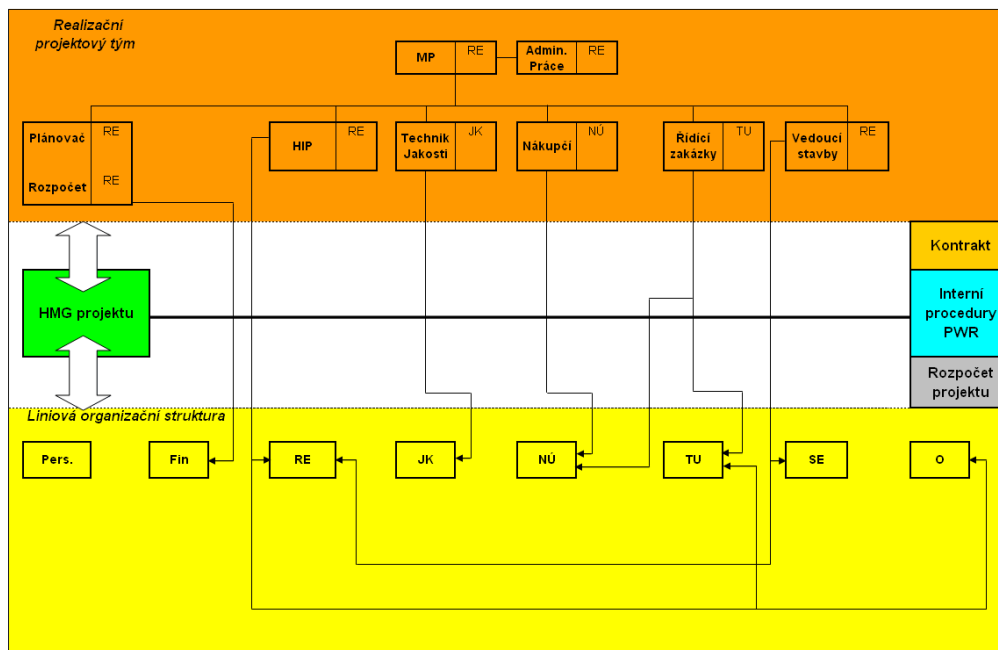 Realizační
projektový tým
MP RE
Admin.
Práce RE
Plánovač RE
Rozpočet RE
HIP RE
Technik
Jakosti JK
Nákupčí NÚ
Řídící
zakázky TU
Vedoucí
stavby RE
Kontrakt
HMG projektu
Interní
procedury
PWR
Rozpočet
projektu
Liniová organizační struktura
Pers.
Fin
RE
JK
NÚ
TU
SE
O